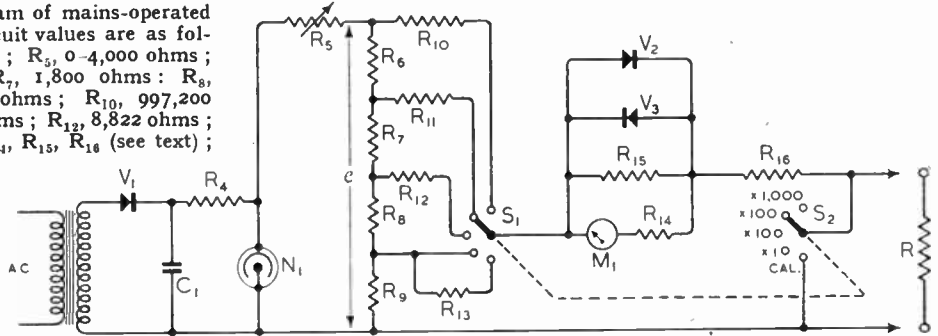 am of mains-operated
cuit values are as fol-
; R5, 0-4,000 ohms ;
R7, 1,800 ohms : R8,
ohms ; R10, 997,200
ms ; R12, 8,822 ohms ;
4, R15, R16 (see text) ;
R5
R10
R6
R11
R7
e
R12
R8
R9
R13
S1
V2
V3
R15
R14
M1
R16
× 1,000
× 100
× 100
× 10
CAL.
S2
R
V1
R4
AC
C1
N1